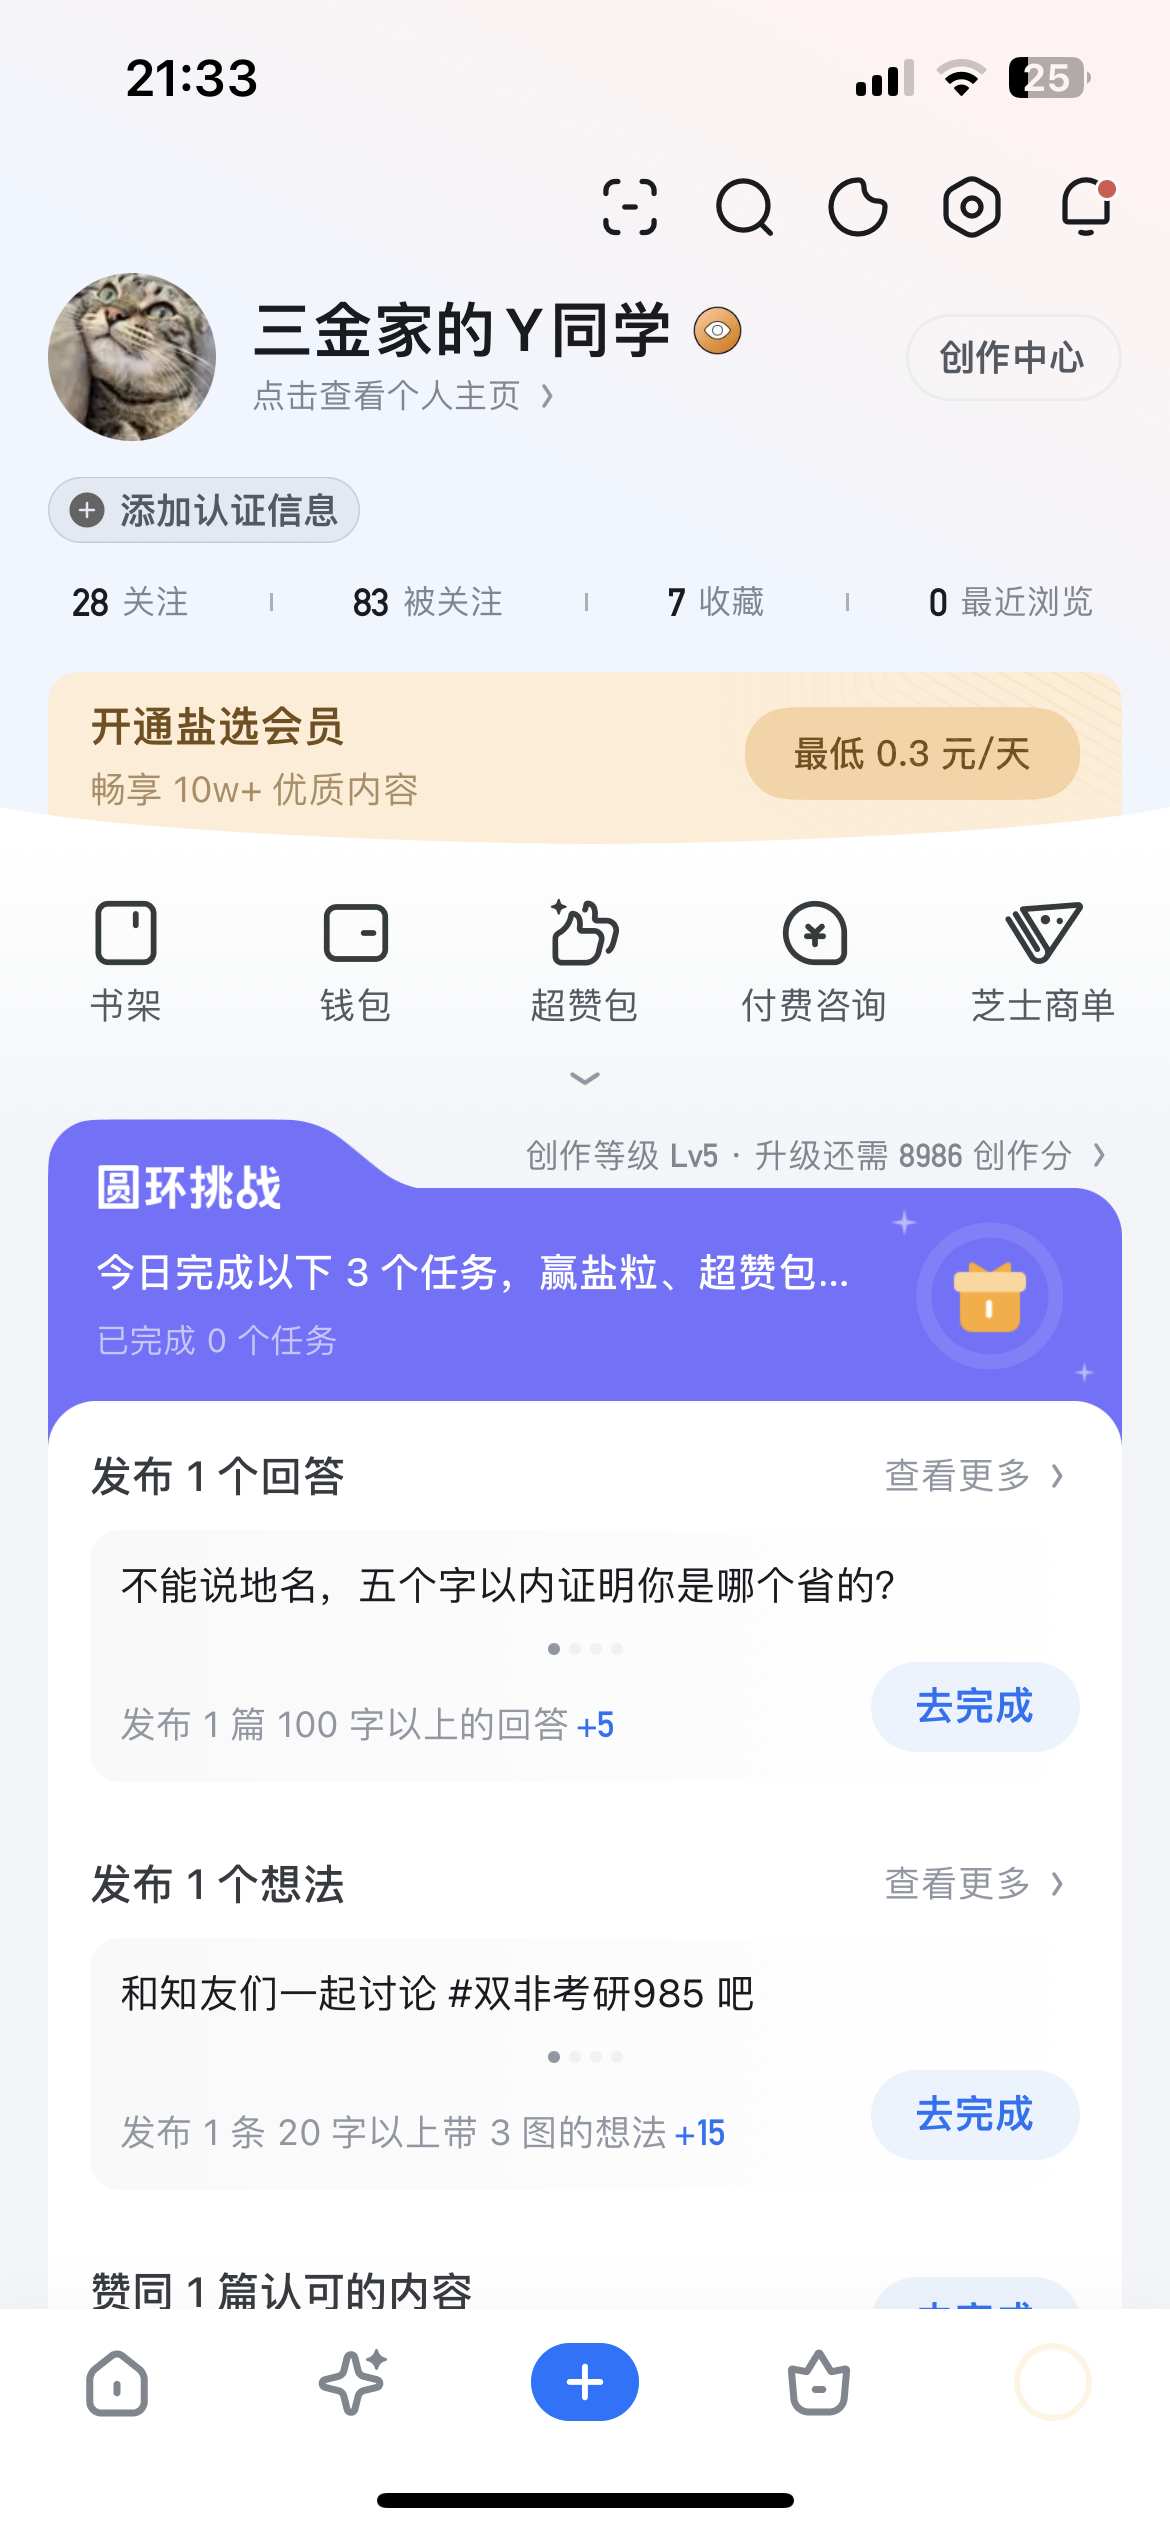 21:33
25
三金家的Y同学
点击查看个人主页
创作中心
添加认证信息
28 关注
83 被关注
7 收藏
0 最近浏览
开通盐选会员
畅享 10w+ 优质内容
最低 0.3 元/天
书架
钱包
超赞包
付费咨询
芝士商单
创作等级 Lv5 · 升级还需 8986 创作分
圆环挑战
今日完成以下 3 个任务，赢盐粒、超赞包...
已完成 0 个任务
发布 1 个回答
查看更多
不能说地名，五个字以内证明你是哪个省的?
发布 1 篇 100 字以上的回答 +5
去完成
发布 1 个想法
查看更多
和知友们一起讨论 #双非考研985 吧
发布 1 条 20 字以上带 3 图的想法 +15
去完成
赞同 1 篇认可的内容
去完成